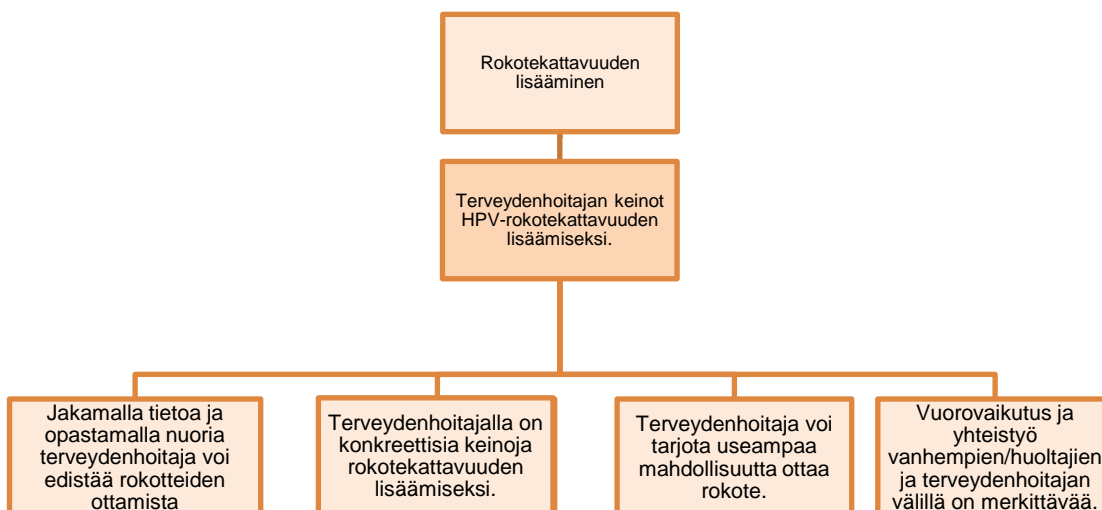 Rokotekattavuuden
lisääminen
Terveydenhoitajan keinot
HPV-rokotekattavuuden
lisäämiseksi.
Jakamalla tietoa ja
opastamalla nuoria
terveydenhoitaja voi
edistää rokotteiden
ottamista
Terveydenhoitajalla on
konkreettisia keinoja
rokotekattavuuden
lisäämiseksi.
Terveydenhoitaja voi
tarjota useampaa
mahdollisuutta ottaa
rokote.
Vuorovaikutus ja
yhteistyö
vanhempien/huoltajien
ja terveydenhoitajan
välillä on merkittävää.